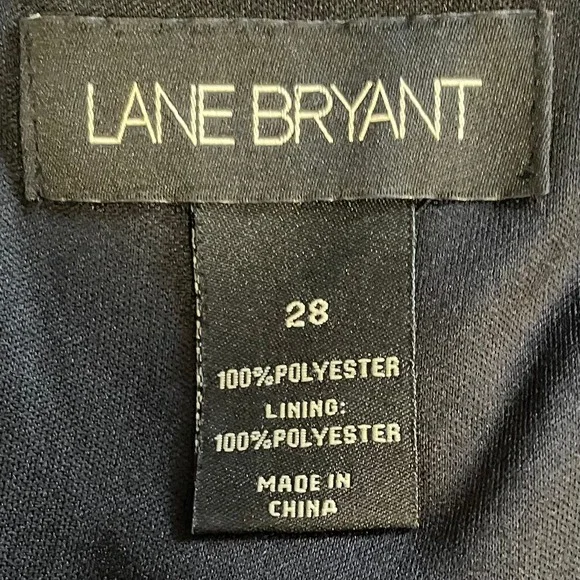 LANE BRYANT
28
100%POLYESTER
LINING:
100%POLYESTER
MADE IN
CHINA